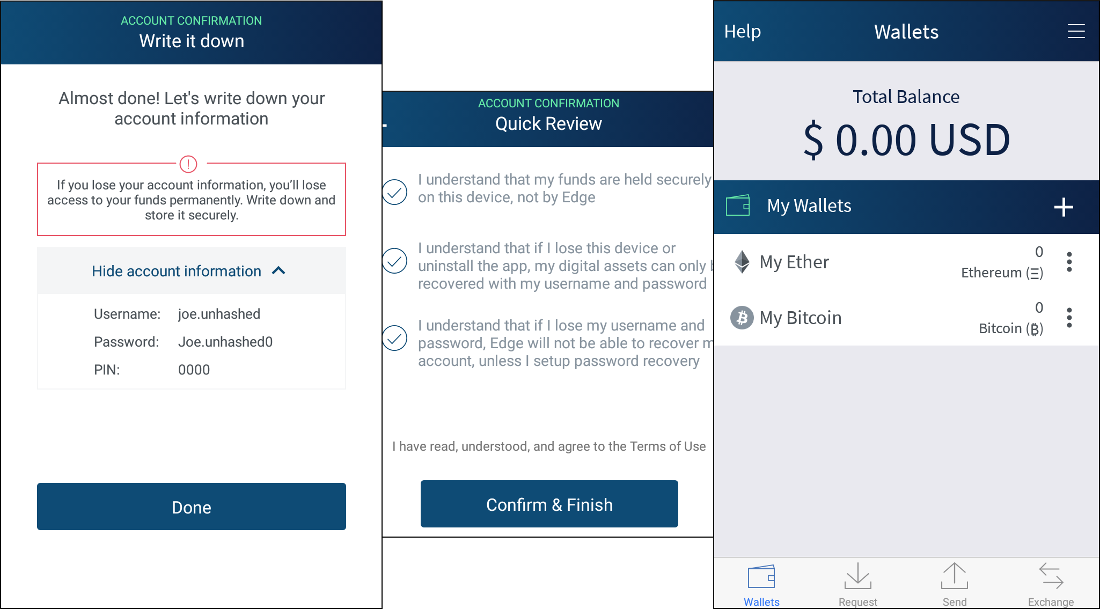 ACCOUNT CONFIRMATION
Write it down
Almost done! Let's write down your
account information
If you lose your account information, you'll lose
access to your funds permanently. Write down and
store it securely.
Hide account information
Username: joe.unhashed
Password: Joe.unhashed0
PIN: 0000
Done
ACCOUNT CONFIRMATION
Quick Review
I understand that my funds are held securely
on this device, not by Edge
I understand that if I lose this device or
uninstall the app, my digital assets can only
recovered with my username and password
I understand that if I lose my username and
password, Edge will not be able to recover
account, unless I setup password recovery
I have read, understood, and agree to the Terms of Use
Confirm & Finish
Help
Wallets
Total Balance
$ 0.00 USD
My Wallets
My Ether
0
Ethereum (Ξ)
My Bitcoin
0
Bitcoin (₿)
Wallets
Request
Send
Exchange